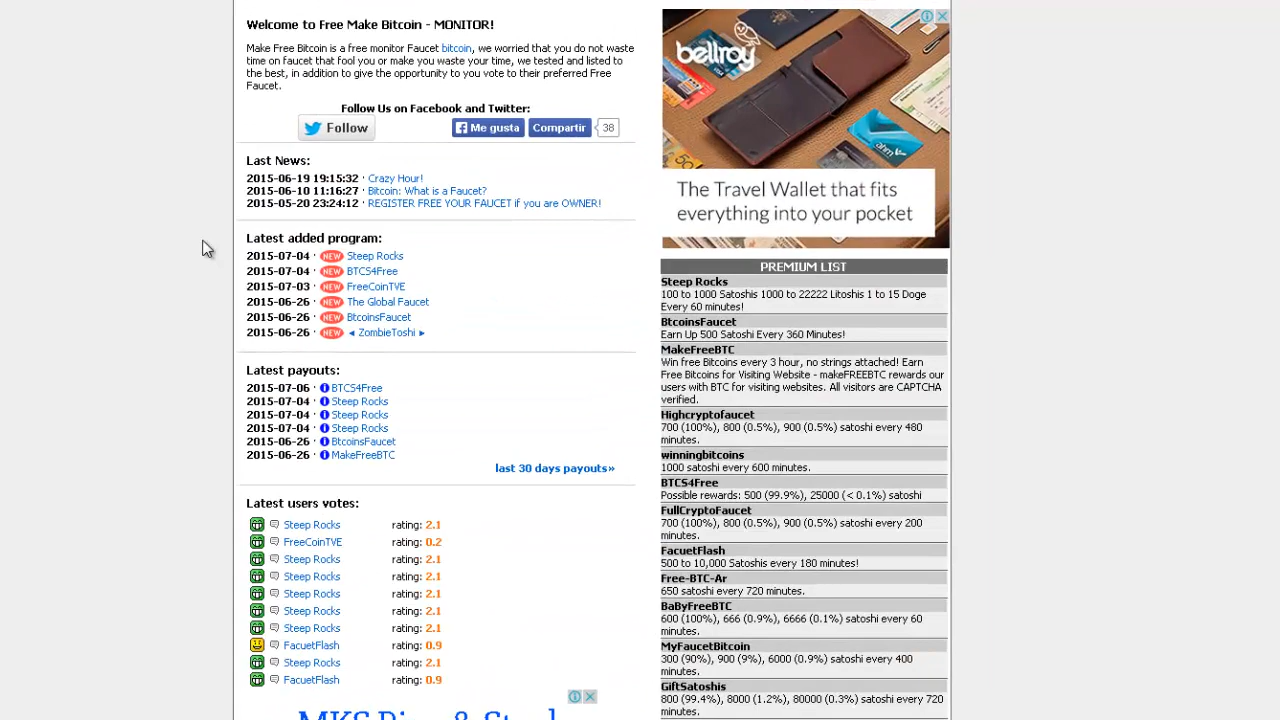 Welcome to Free Make Bitcoin - MONITOR!
Make Free Bitcoin is a free monitor Faucet bitcoin, we worried that you do not waste
time on faucet that fool you or make you waste your time, we tested and listed to
the best, in addition to give the opportunity to you vote to their preferred Free
Faucet.
Follow Us on Facebook and Twitter:
Follow
Me gusta
Compartir
38
Last News:
2015-06-19 19:15:32 · Crazy Hour!
2015-06-10 11:16:27 · Bitcoin: What is a Faucet?
2015-05-20 23:24:12 · REGISTER FREE YOUR FAUCET if you are OWNER!
Latest added program:
2015-07-04 · NEW Steep Rocks
2015-07-04 · NEW BTCS4Free
2015-07-03 · NEW FreeCoinTVE
2015-06-26 · NEW The Global Faucet
2015-06-26 · NEW BtcoinsFaucet
2015-06-26 · NEW ◄ ZombieToshi ►
Latest payouts:
2015-07-06 · BTCS4Free
2015-07-04 · Steep Rocks
2015-07-04 · Steep Rocks
2015-07-04 · Steep Rocks
2015-06-26 · BtcoinsFaucet
2015-06-26 · MakeFreeBTC
last 30 days payouts»
Latest users votes:
Steep Rocks rating: 2.1
FreeCoinTVE rating: 0.2
Steep Rocks rating: 2.1
Steep Rocks rating: 2.1
Steep Rocks rating: 2.1
Steep Rocks rating: 2.1
Steep Rocks rating: 2.1
FacuetFlash rating: 0.9
Steep Rocks rating: 2.1
FacuetFlash rating: 0.9
bellroy
The Travel Wallet that fits
everything into your pocket
PREMIUM LIST
Steep Rocks
100 to 1000 Satoshis 1000 to 22222 Litoshis 1 to 15 Doge
Every 60 minutes!
BtcoinsFaucet
Earn Up 500 Satoshi Every 360 Minutes!
MakeFreeBTC
Win free Bitcoins every 3 hour, no strings attached! Earn
Free Bitcoins for Visiting Website - makeFREEBTC rewards our
users with BTC for visiting websites. All visitors are CAPTCHA
verified.
Highcryptofaucet
700 (100%), 800 (0.5%), 900 (0.5%) satoshi every 480
minutes.
winningbitcoins
1000 satoshi every 600 minutes.
BTCS4Free
Possible rewards: 500 (99.9%), 25000 (< 0.1%) satoshi
FullCryptoFaucet
700 (100%), 800 (0.5%), 900 (0.5%) satoshi every 200
minutes.
FacuetFlash
500 to 10,000 Satoshis every 180 minutes!
Free-BTC-Ar
650 satoshi every 720 minutes.
BaByFreeBTC
600 (100%), 666 (0.9%), 6666 (0.1%) satoshi every 60
minutes.
MyFaucetBitcoin
300 (90%), 900 (9%), 6000 (0.9%) satoshi every 400
minutes.
GiftSatoshis
800 (99.4%), 8000 (1.2%), 80000 (0.3%) satoshi every 720
minutes.